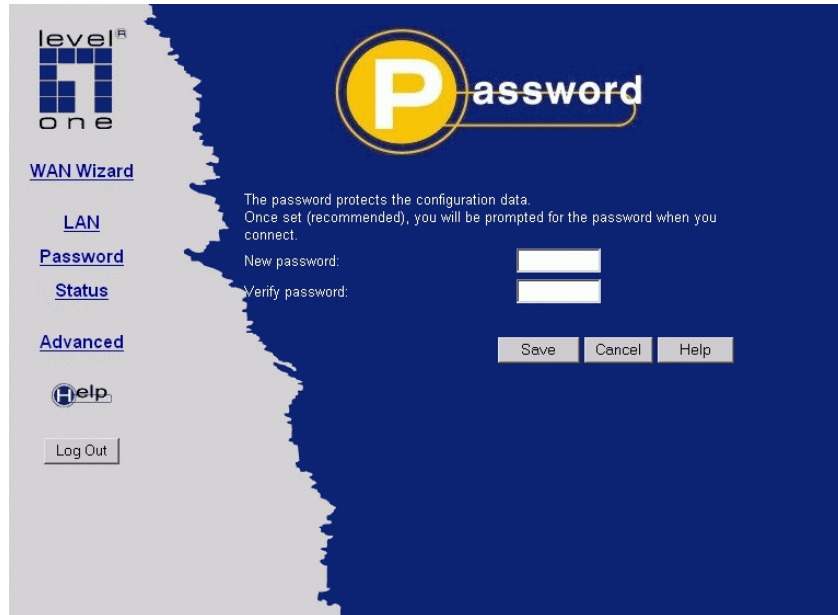 level®
one
WAN Wizard
LAN
Password
Status
Advanced
Help
Log Out
Password
The password protects the configuration data.
Once set (recommended), you will be prompted for the password when you
connect.
New password:
Verify password:
Save Cancel Help